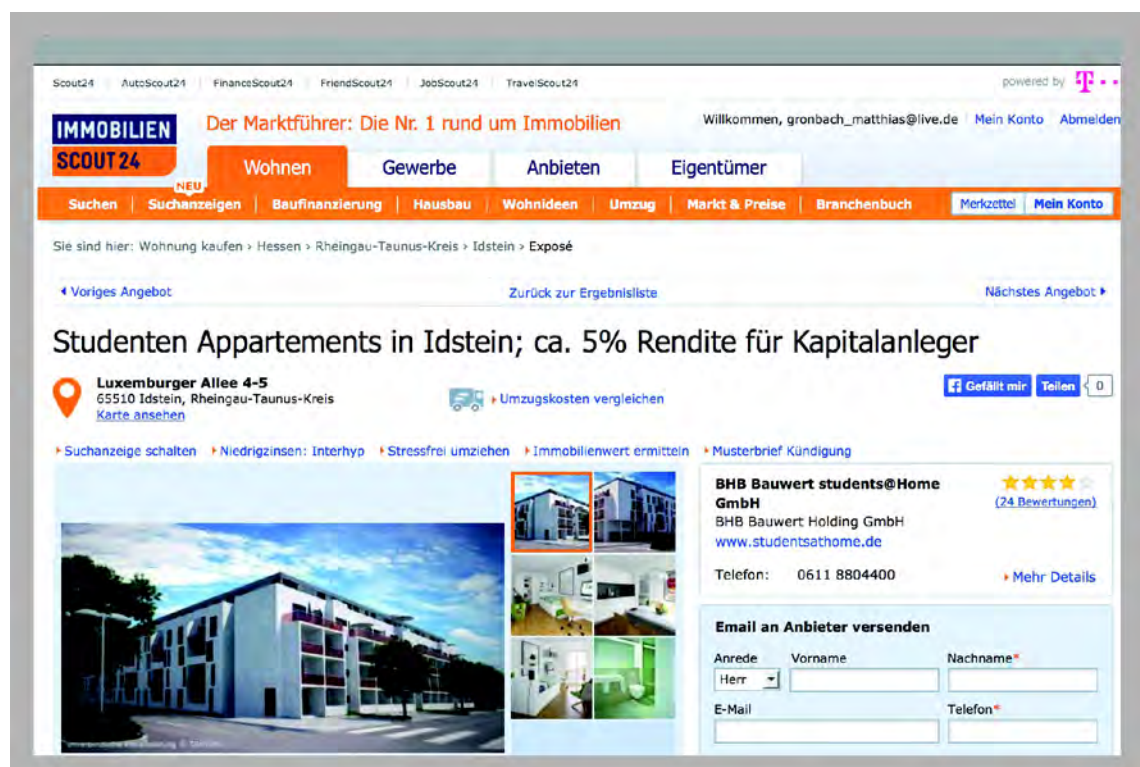 Scout24 AutoScout24 FinanceScout24 FriendScout24 JobScout24 TravelScout24 powered by T
IMMOBILIEN
SCOUT 24
Der Marktführer: Die Nr. 1 rund um Immobilien
Willkommen, gronbach_matthias@live.de Mein Konto Abmelden
Wohnen Gewerbe Anbieten Eigentümer
NEU
Suchen Suchanzeigen Baufinanzierung Hausbau Wohnideen Umzug Markt & Preise Branchenbuch Merkzettel Mein Konto
Sie sind hier: Wohnung kaufen › Hessen › Rheingau-Taunus-Kreis › Idstein › Exposé
Voriges Angebot Zurück zur Ergebnisliste Nächstes Angebot
Studenten Appartements in Idstein; ca. 5% Rendite für Kapitalanleger
Luxemburger Allee 4-5
65510 Idstein, Rheingau-Taunus-Kreis
Karte ansehen
Umzugskosten vergleichen
Gefällt mir Teilen 0
Suchanzeige schalten Niedrigzinsen: Interhyp Stressfrei umziehen Immobilienwert ermitteln Musterbrief Kündigung
BHB Bauwert students@Home
GmbH
(24 Bewertungen)
BHB Bauwert Holding GmbH
www.studentsathome.de
Telefon: 0611 8804400
Mehr Details
Email an Anbieter versenden
Anrede Vorname Nachname*
Herr
E-Mail Telefon*